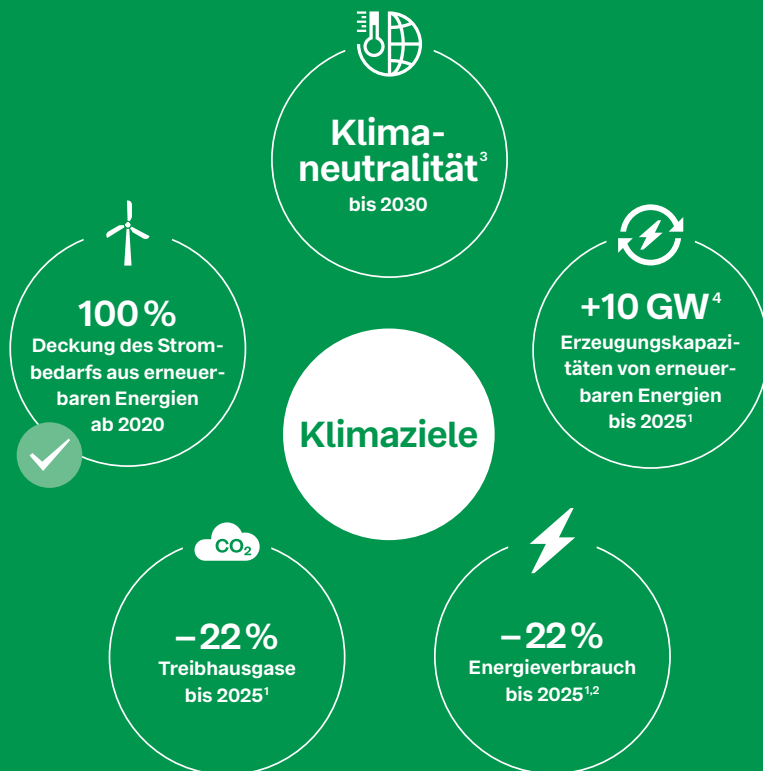 Klima-
neutralität³
bis 2030
100 %
Deckung des Strom-
bedarfs aus erneuer-
baren Energien
ab 2020
+10 GW⁴
Erzeugungskapazi-
täten von erneuer-
baren Energien
bis 2025¹
Klimaziele
CO₂
–22 %
Treibhausgase
bis 2025¹
–22 %
Energieverbrauch
bis 2025¹,²